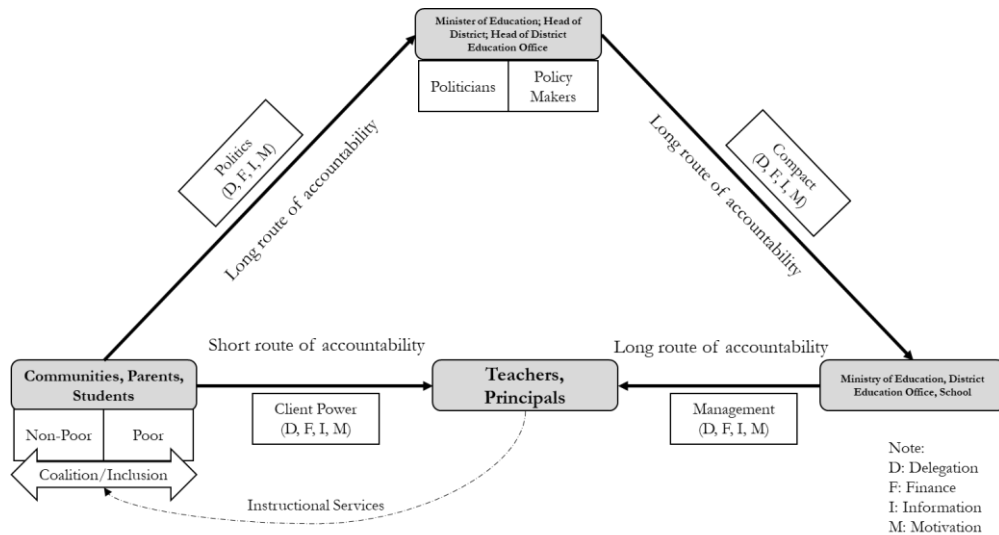 Minister of Education; Head of
District; Head of District
Education Office
Politicians
Policy
Makers
Politics
(D, F, I, M)
Long route of accountability
Compact
(D, F, I, M)
Long route of accountability
Short route of accountability
Long route of accountability
Communities, Parents,
Students
Non-Poor
Poor
Coalition/Inclusion
Client Power
(D, F, I, M)
Teachers,
Principals
Management
(D, F, I, M)
Ministry of Education, District
Education Office, School
Instructional Services
Note:
D: Delegation
F: Finance
I: Information
M: Motivation